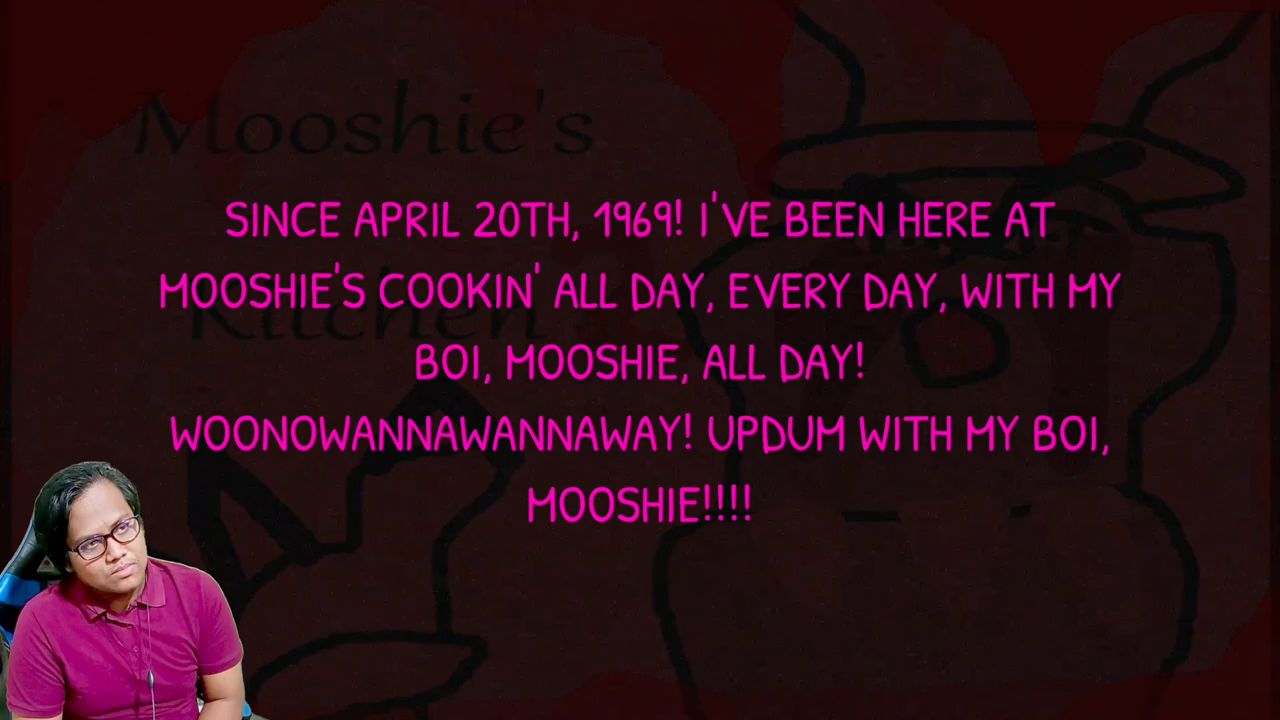 Mooshie's
SINCE APRIL 20TH, 1969! I'VE BEEN HERE AT
MOOSHIE'S COOKIN' ALL DAY, EVERY DAY, WITH MY
Kitchen
BOI, MOOSHIE, ALL DAY!
WOONOWANNAWANNAWAY! UPDUM WITH MY BOI,
MOOSHIE!!!!